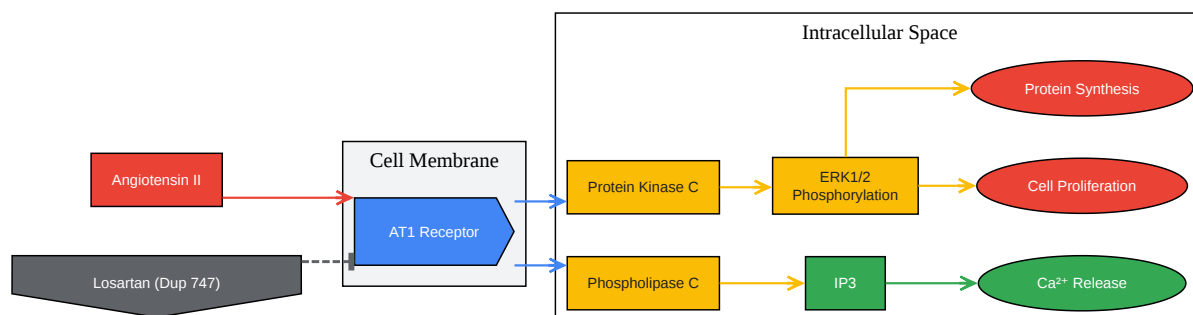 Intracellular Space
Protein Synthesis
Cell Membrane
Angiotensin II
Protein Kinase C
ERK1/2
Phosphorylation
Cell Proliferation
AT1 Receptor
Losartan (Dup 747)
Phospholipase C
IP3
Ca²⁺ Release